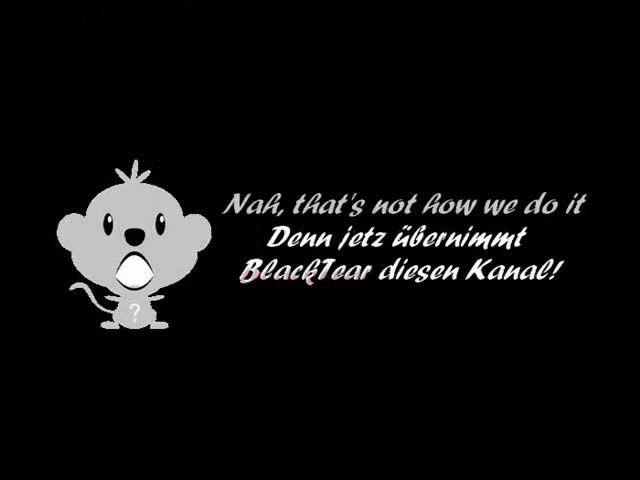 Nah, that's not how we do it
Denn jetz übernimmt
BlackTear diesen Kanal!
?